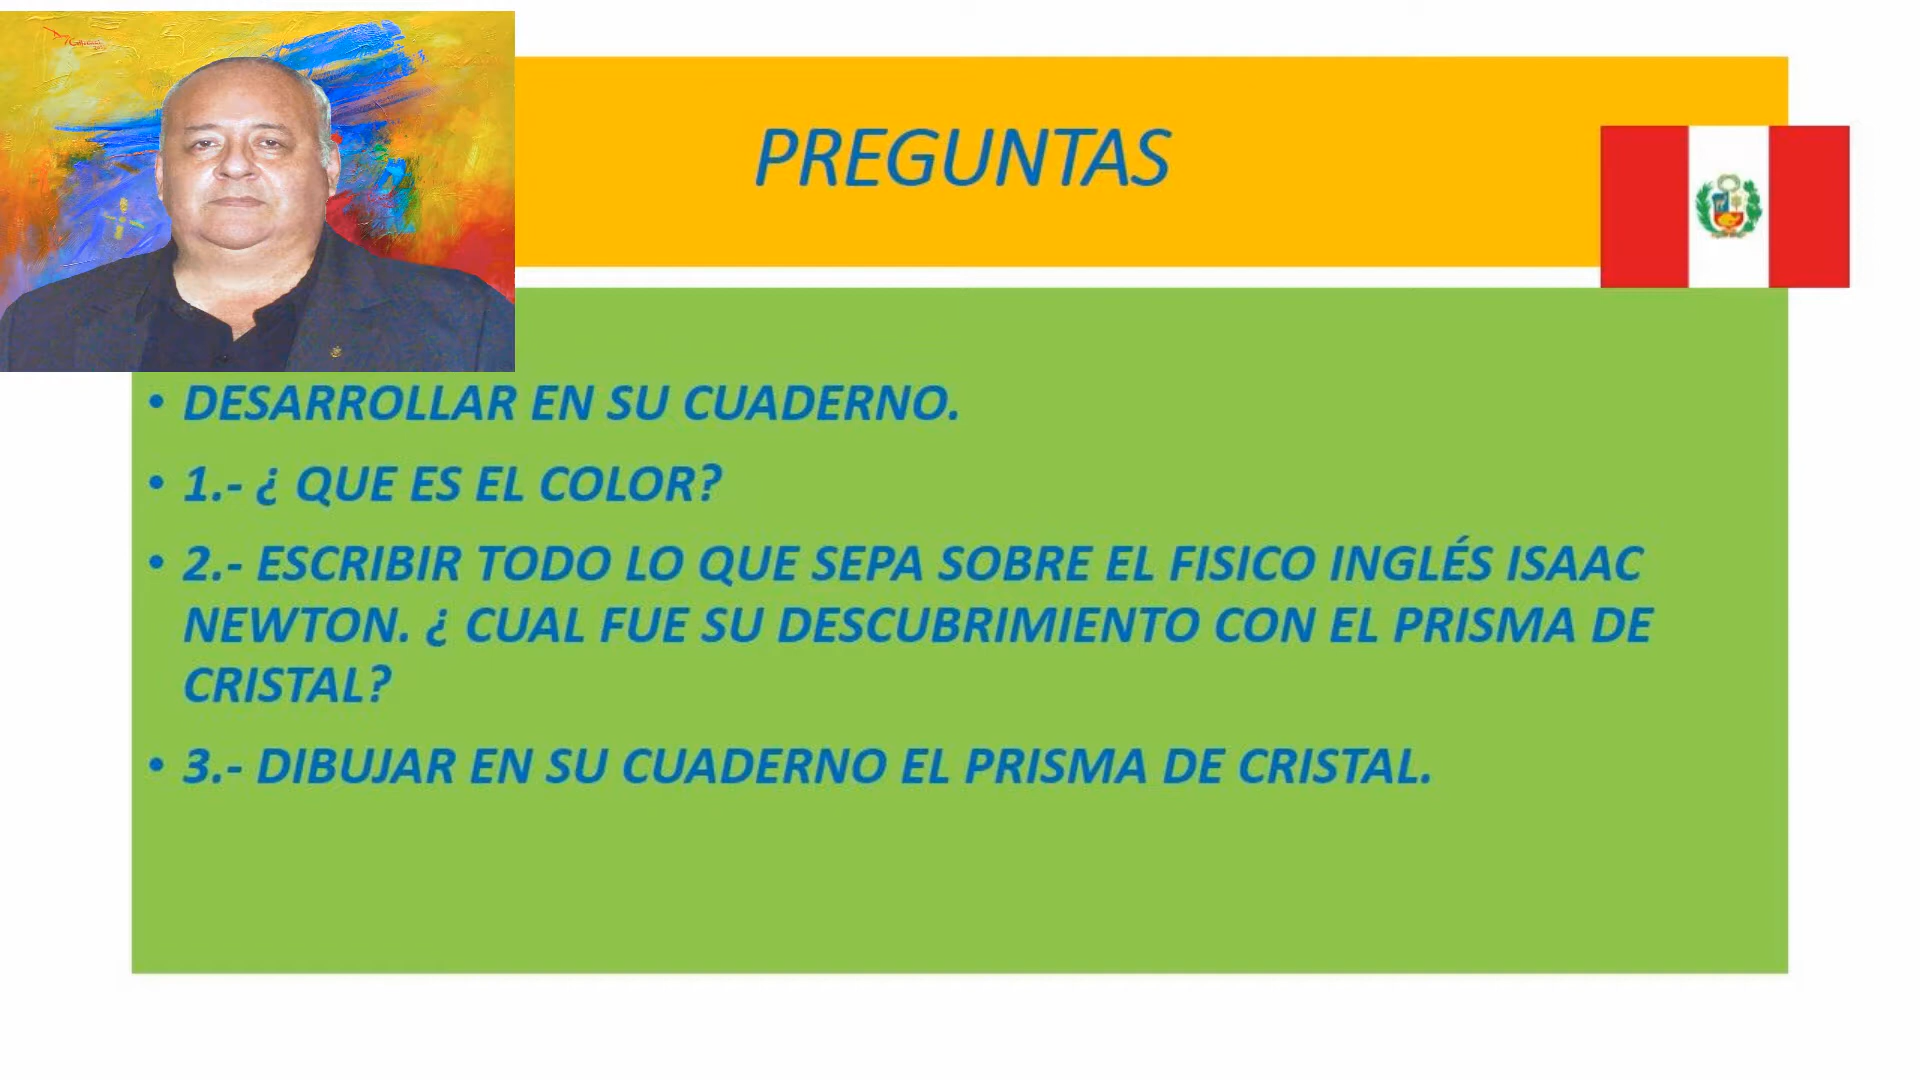 PREGUNTAS
• DESARROLLAR EN SU CUADERNO.
• 1.- ¿ QUE ES EL COLOR?
• 2.- ESCRIBIR TODO LO QUE SEPA SOBRE EL FISICO INGLÉS ISAAC
NEWTON. ¿ CUAL FUE SU DESCUBRIMIENTO CON EL PRISMA DE
CRISTAL?
• 3.- DIBUJAR EN SU CUADERNO EL PRISMA DE CRISTAL.